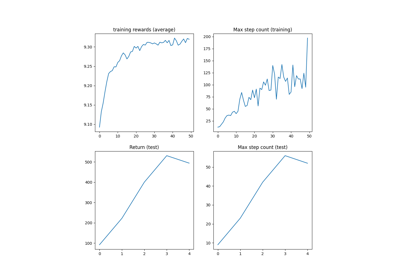 training rewards (average)
9.30
9.25
9.20
9.15
9.10
0 10 20 30 40 50
Max step count (training)
200
175
150
125
100
75
50
25
0 10 20 30 40 50
Return (test)
500
400
300
200
100
0 1 2 3 4
Max step count (test)
50
40
30
20
10
0 1 2 3 4